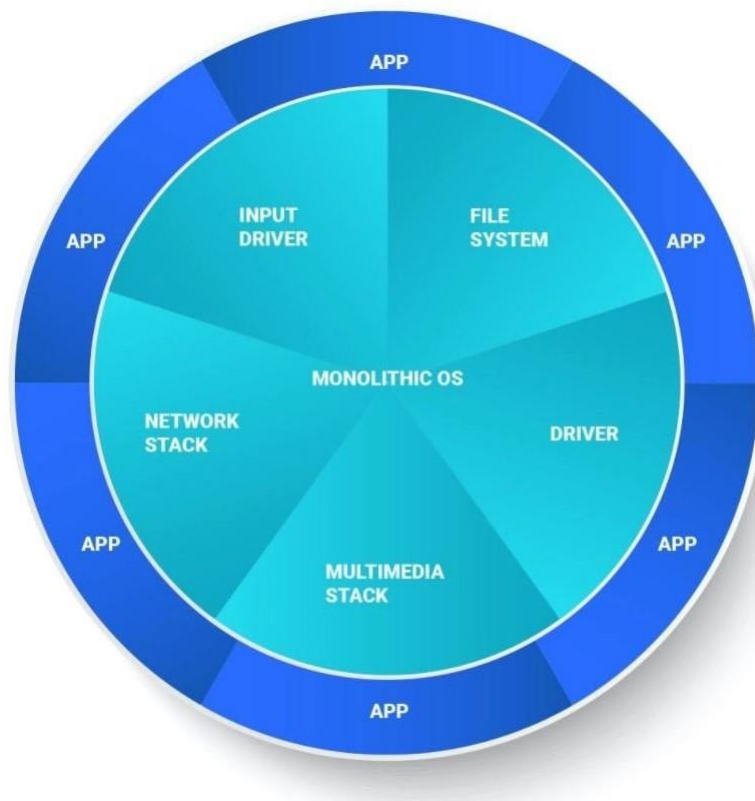 APP
APP
APP
INPUT
DRIVER
FILE
SYSTEM
MONOLITHIC OS
NETWORK
STACK
DRIVER
APP
APP
MULTIMEDIA
STACK
APP